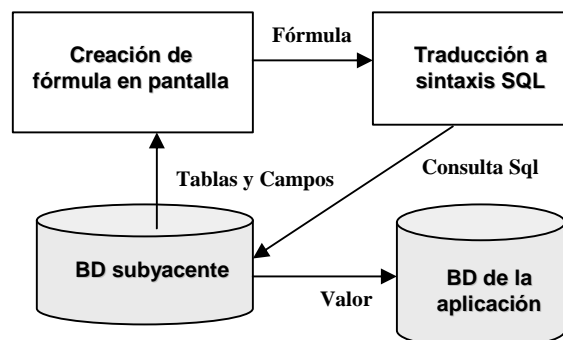 Creación de
fórmula en pantalla
Fórmula
Traducción a
sintaxis SQL
Tablas y Campos
Consulta Sql
BD subyacente
Valor
BD de la
aplicación